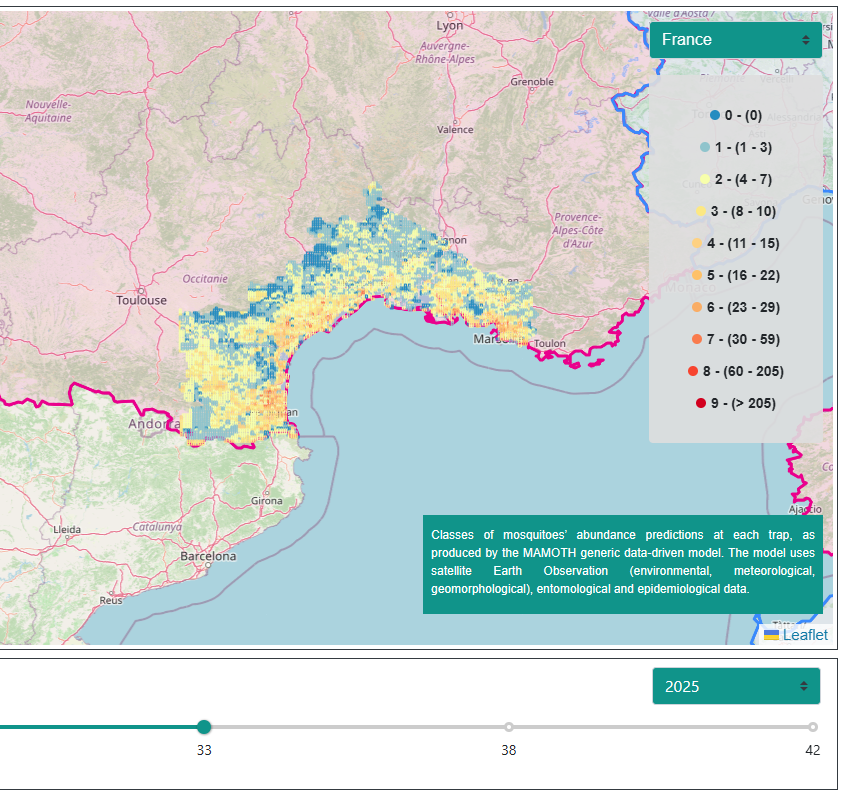 Valle d'Aosta /
Lyon
France
Auvergne-
Rhône-Alpes
Grenoble
Nouvelle-
Aquitaine
Valence
0 - (0)
1 - (1 - 3)
2 - (4 - 7)
3 - (8 - 10)
4 - (11 - 15)
5 - (16 - 22)
6 - (23 - 29)
7 - (30 - 59)
8 - (60 - 205)
9 - (> 205)
Provence-
Alpes-Côte
d'Azur
Occitanie
Toulouse
Monaco
Toulon
Andorra
Girona
Lleida
Catalunya
Barcelona
Reus
Ajaccio
Classes of mosquitoes' abundance predictions at each trap, as
produced by the MAMOTH generic data-driven model. The model uses
satellite Earth Observation (environmental, meteorological,
geomorphological), entomological and epidemiological data.
Leaflet
2025
33
38
42